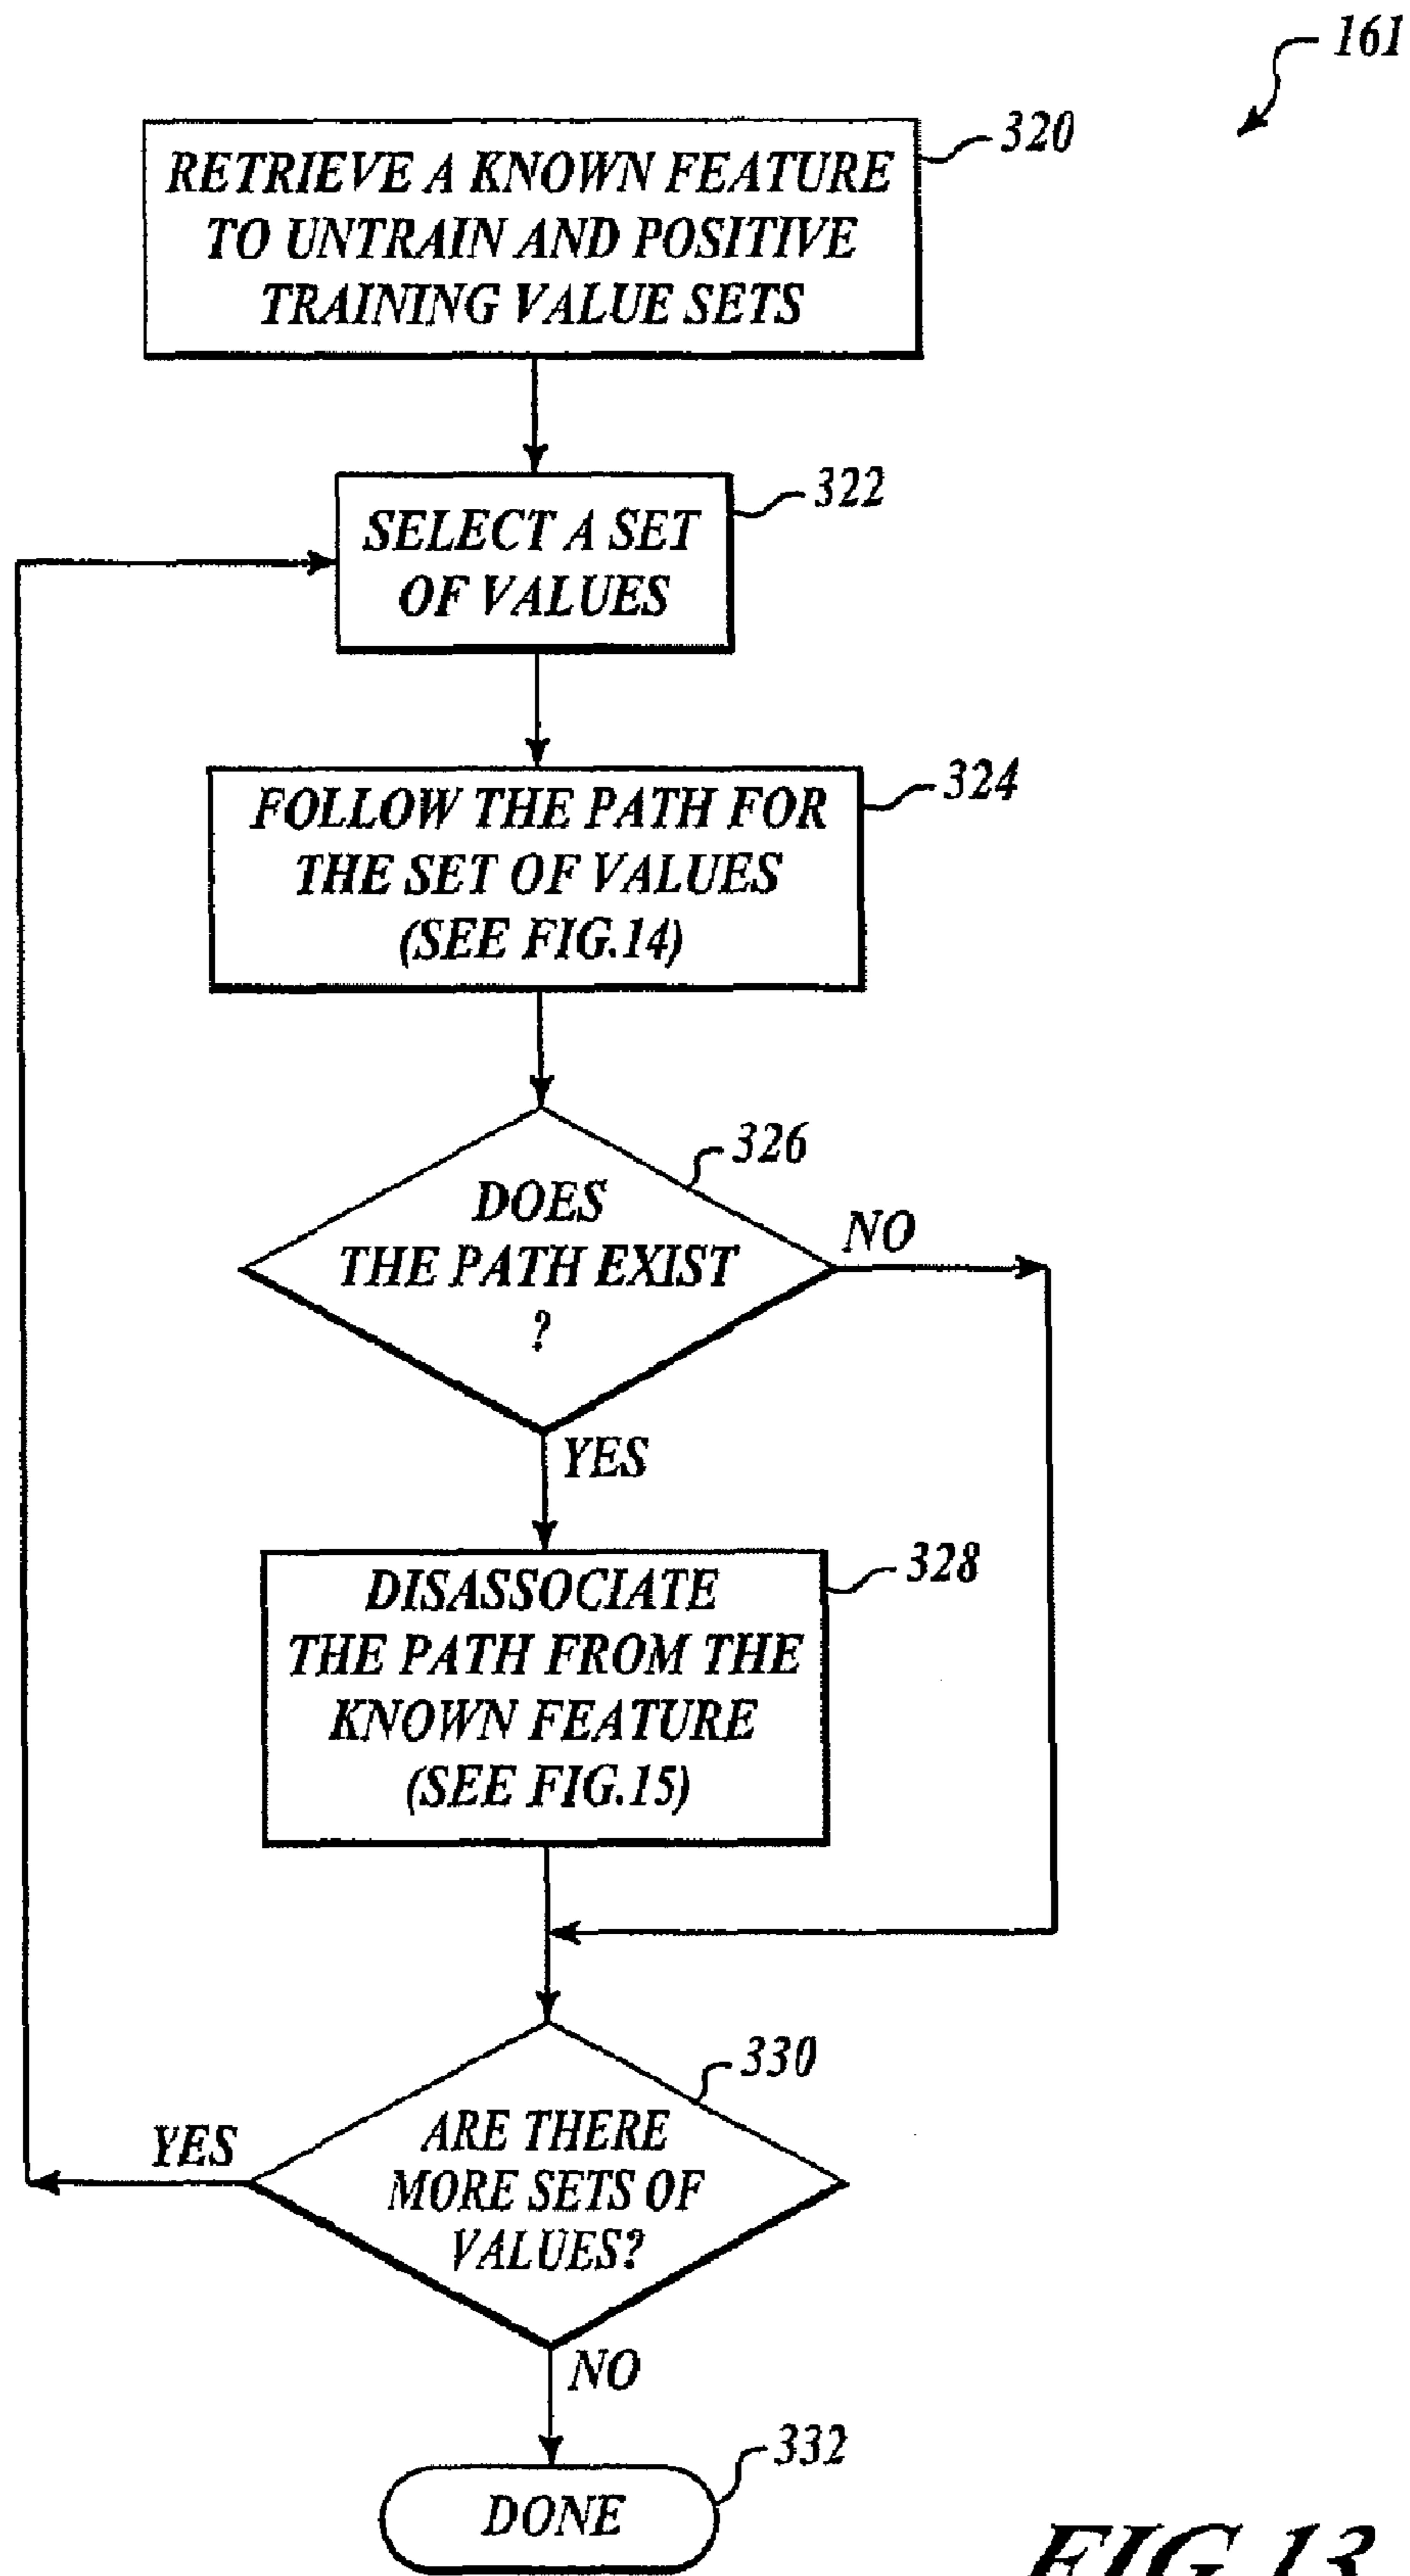 161
320
RETRIEVE A KNOWN FEATURE
TO UNTRAIN AND POSITIVE
TRAINING VALUE SETS
322
SELECT A SET
OF VALUES
324
FOLLOW THE PATH FOR
THE SET OF VALUES
(SEE FIG.14)
326
DOES
THE PATH EXIST
?
NO
YES
328
DISASSOCIATE
THE PATH FROM THE
KNOWN FEATURE
(SEE FIG.15)
330
ARE THERE
MORE SETS OF
VALUES?
YES
NO
332
DONE
FIG.13